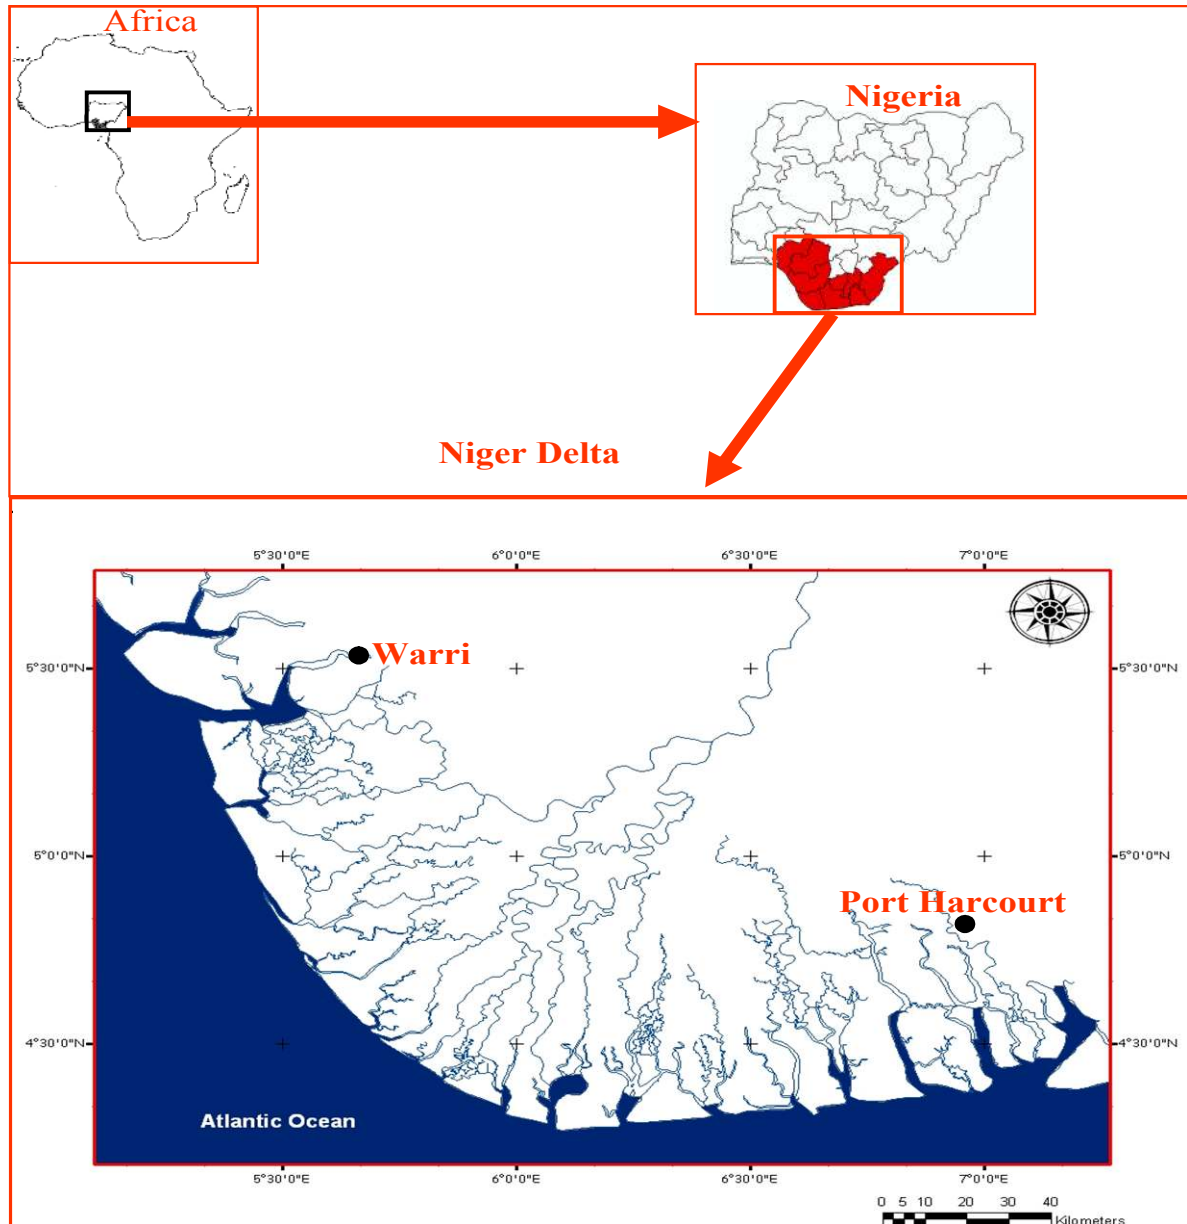 Africa
Nigeria
Niger Delta
5°30'0"E 6°0'0"E 6°30'0"E 7°0'0"E
Warri
5°30'0"N 5°30'0"N
5°0'0"N 5°0'0"N
Port Harcourt
4°30'0"N 4°30'0"N
Atlantic Ocean
5°30'0"E 6°0'0"E 6°30'0"E 7°0'0"E
0 5 10 20 30 40
Kilometers